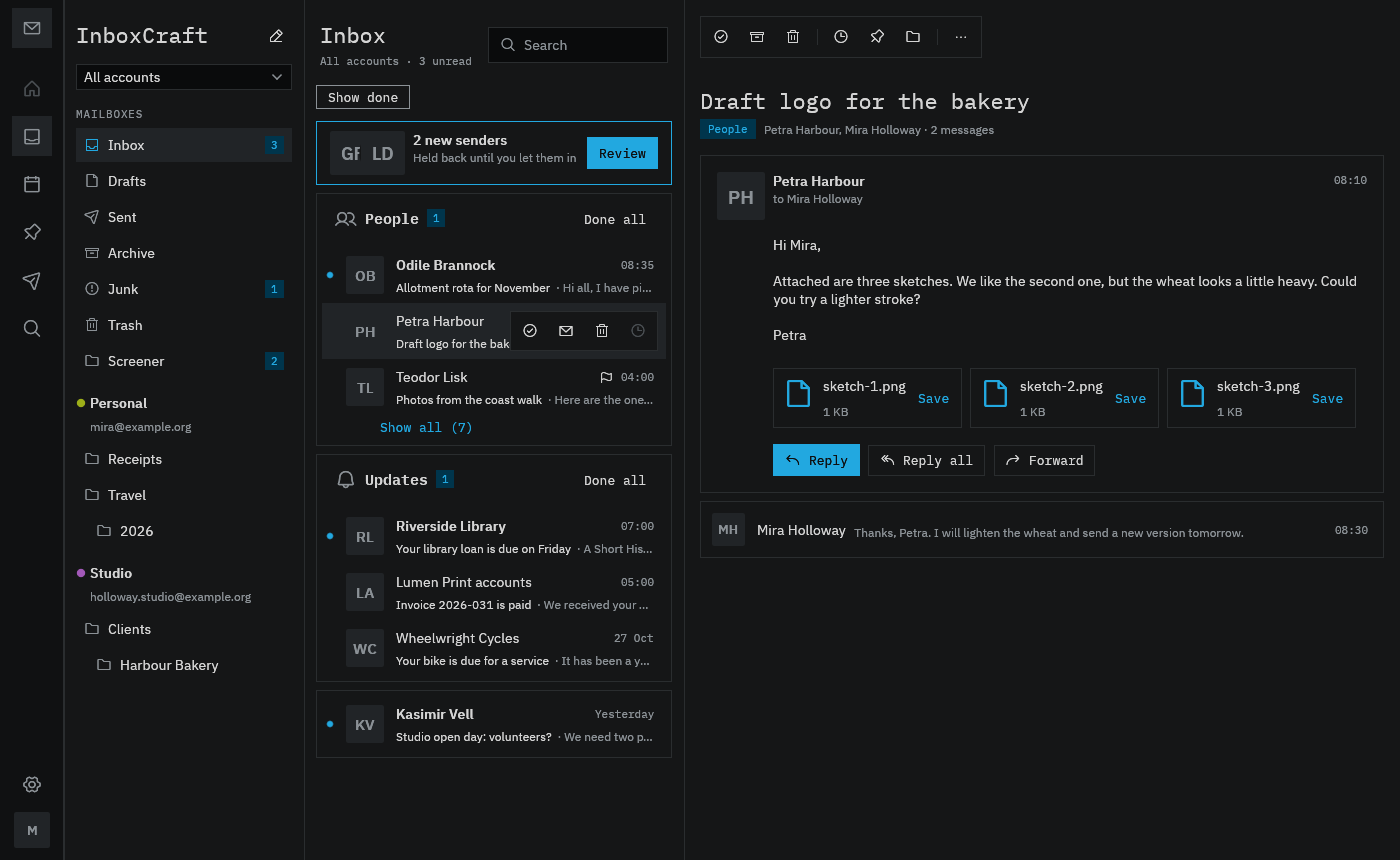 InboxCraft
All accounts
MAILBOXES
Inbox 3
Drafts
Sent
Archive
Junk 1
Trash
Screener 2
Personal
mira@example.org
Receipts
Travel
2026
Studio
holloway.studio@example.org
Clients
Harbour Bakery
M
Inbox
All accounts · 3 unread
Search
Show done
GF LD
2 new senders
Held back until you let them in
Review
People 1
Done all
OB
Odile Brannock 08:35
Allotment rota for November · Hi all, I have pi…
PH
Petra Harbour
Draft logo for the bak
TL
Teodor Lisk 04:00
Photos from the coast walk · Here are the one…
Show all (7)
Updates 1
Done all
RL
Riverside Library 07:00
Your library loan is due on Friday · A Short His…
LA
Lumen Print accounts 05:00
Invoice 2026-031 is paid · We received your …
WC
Wheelwright Cycles 27 Oct
Your bike is due for a service · It has been a y…
KV
Kasimir Vell Yesterday
Studio open day: volunteers? · We need two p…
Draft logo for the bakery
People Petra Harbour, Mira Holloway · 2 messages
PH
Petra Harbour 08:10
to Mira Holloway
Hi Mira,
Attached are three sketches. We like the second one, but the wheat looks a little heavy. Could
you try a lighter stroke?
Petra
sketch-1.png
1 KB
Save
sketch-2.png
1 KB
Save
sketch-3.png
1 KB
Save
Reply
Reply all
Forward
MH
Mira Holloway Thanks, Petra. I will lighten the wheat and send a new version tomorrow. 08:30